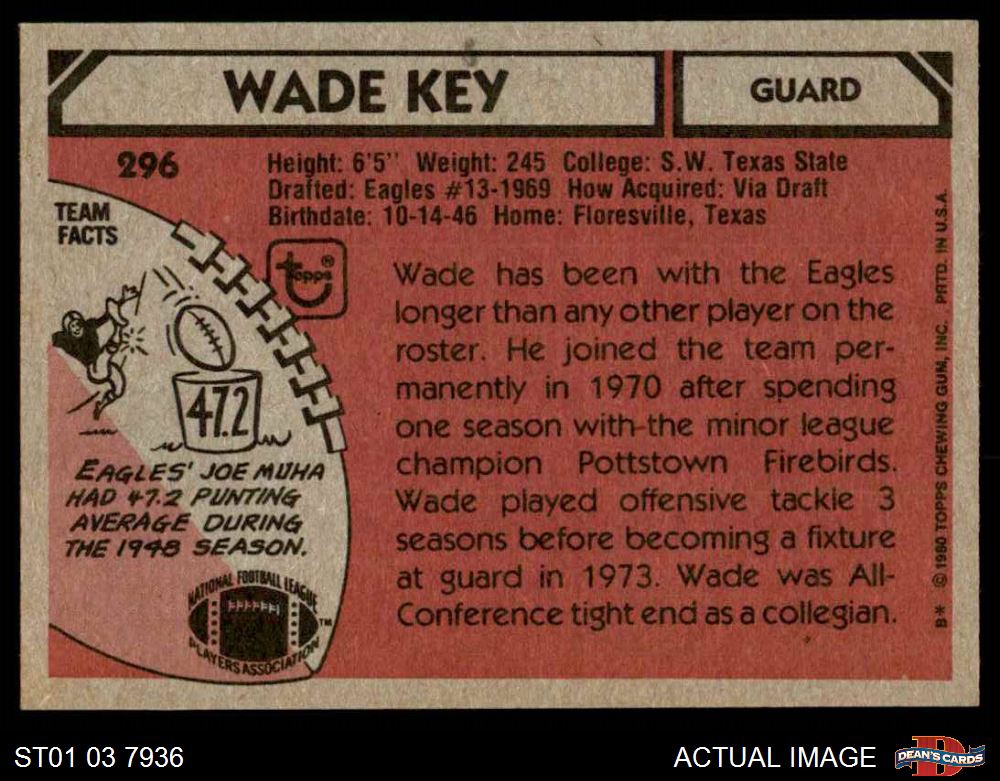 WADE KEY
GUARD
296
Height: 6'5" Weight: 245 College: S.W. Texas State
Drafted: Eagles #13-1969 How Acquired: Via Draft
Birthdate: 10-14-46 Home: Floresville, Texas
TEAM
FACTS
topps®
47.2
EAGLES' JOE MUHA
HAD 47.2 PUNTING
AVERAGE DURING
THE 1948 SEASON.
NATIONAL FOOTBALL LEAGUE
PLAYERS ASSOCIATION
TM
Wade has been with the Eagles
longer than any other player on the
roster. He joined the team per-
manently in 1970 after spending
one season with the minor league
champion Pottstown Firebirds.
Wade played offensive tackle 3
seasons before becoming a fixture
at guard in 1973. Wade was All-
Conference tight end as a collegian.
B* © 1980 TOPPS CHEWING GUM, INC. PRTD. IN U.S.A.
ST01 03 7936
ACTUAL IMAGE
D
DEAN'S CARDS